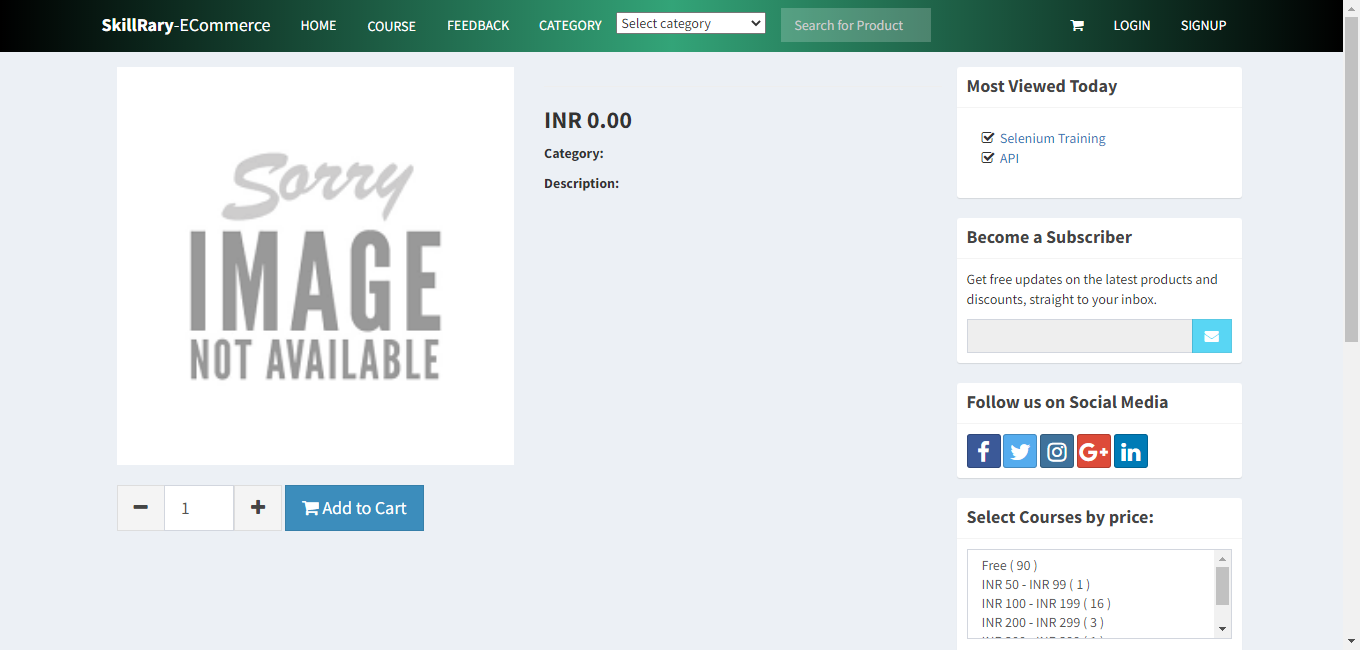 SkillRary-ECommerce HOME COURSE FEEDBACK CATEGORY Select category Search for Product LOGIN SIGNUP
Sorry
IMAGE
NOT AVAILABLE
1 Add to Cart
INR 0.00
Category:
Description:
Most Viewed Today
Selenium Training
API
Become a Subscriber
Get free updates on the latest products and
discounts, straight to your inbox.
Follow us on Social Media
f G+ in
Select Courses by price:
Free ( 90 )
INR 50 - INR 99 ( 1 )
INR 100 - INR 199 ( 16 )
INR 200 - INR 299 ( 3 )